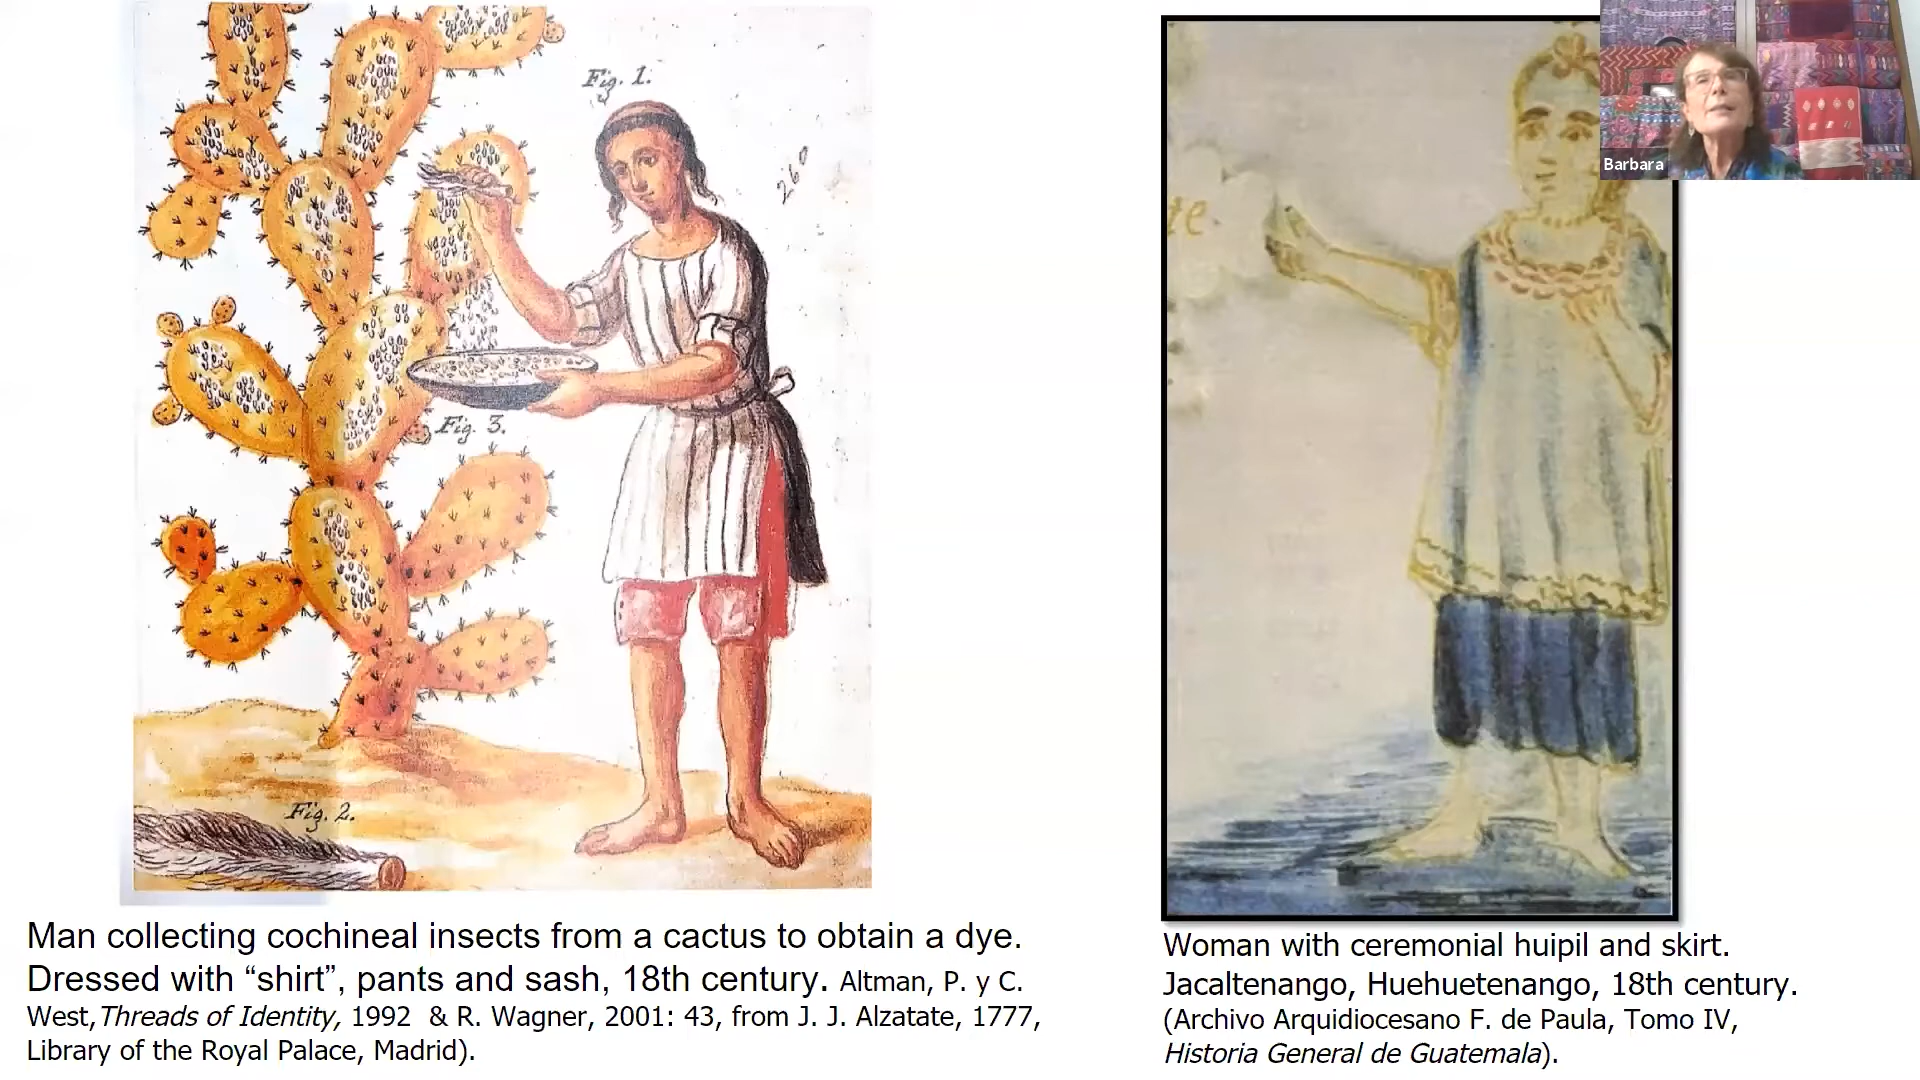 Fig. 1.
260
Fig. 3.
Fig. 2.
te
Barbara
Man collecting cochineal insects from a cactus to obtain a dye.
Dressed with “shirt”, pants and sash, 18th century. Altman, P. y C.
West,Threads of Identity, 1992 & R. Wagner, 2001: 43, from J. J. Alzatate, 1777,
Library of the Royal Palace, Madrid).
Woman with ceremonial huipil and skirt.
Jacaltenango, Huehuetenango, 18th century.
(Archivo Arquidiocesano F. de Paula, Tomo IV,
Historia General de Guatemala).